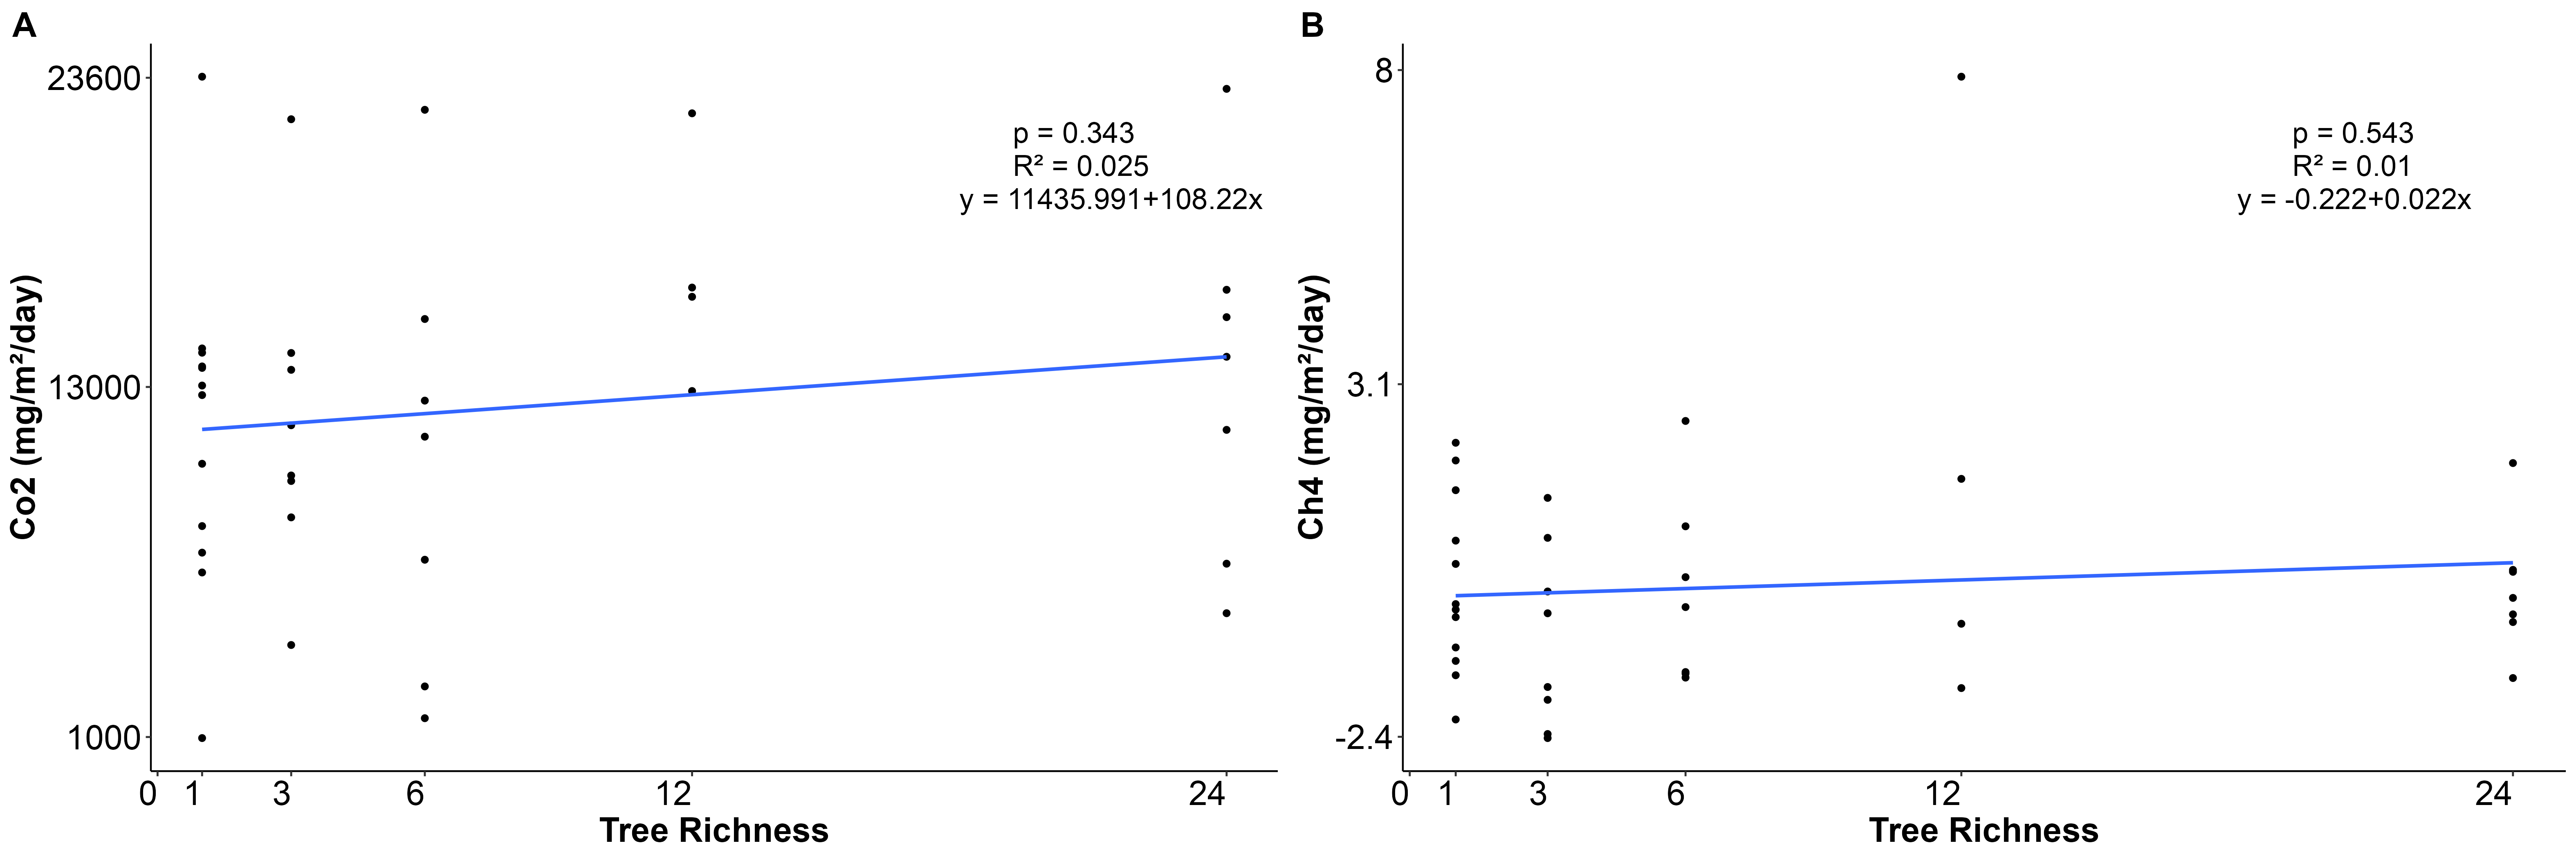 A
23600
13000
1000
Co2 (mg/m²/day)
p = 0.343
R² = 0.025
y = 11435.991+108.22x
0 1 3 6 12 24
Tree Richness
B
8
3.1
-2.4
Ch4 (mg/m²/day)
p = 0.543
R² = 0.01
y = -0.222+0.022x
0 1 3 6 12 24
Tree Richness